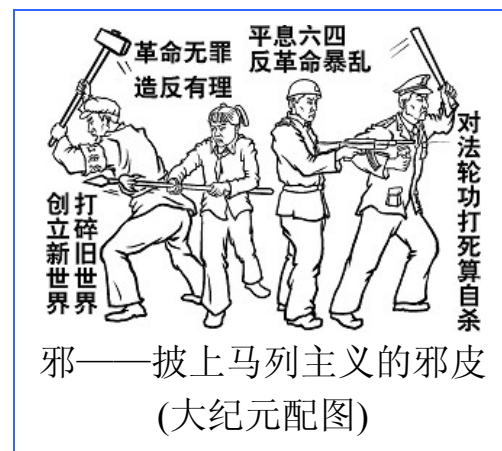 革命无罪
造反有理
平息六四
反革命暴乱
打碎旧世界
创立新世界
对法轮功打死算自杀
邪——披上马列主义的邪皮
(大纪元配图)